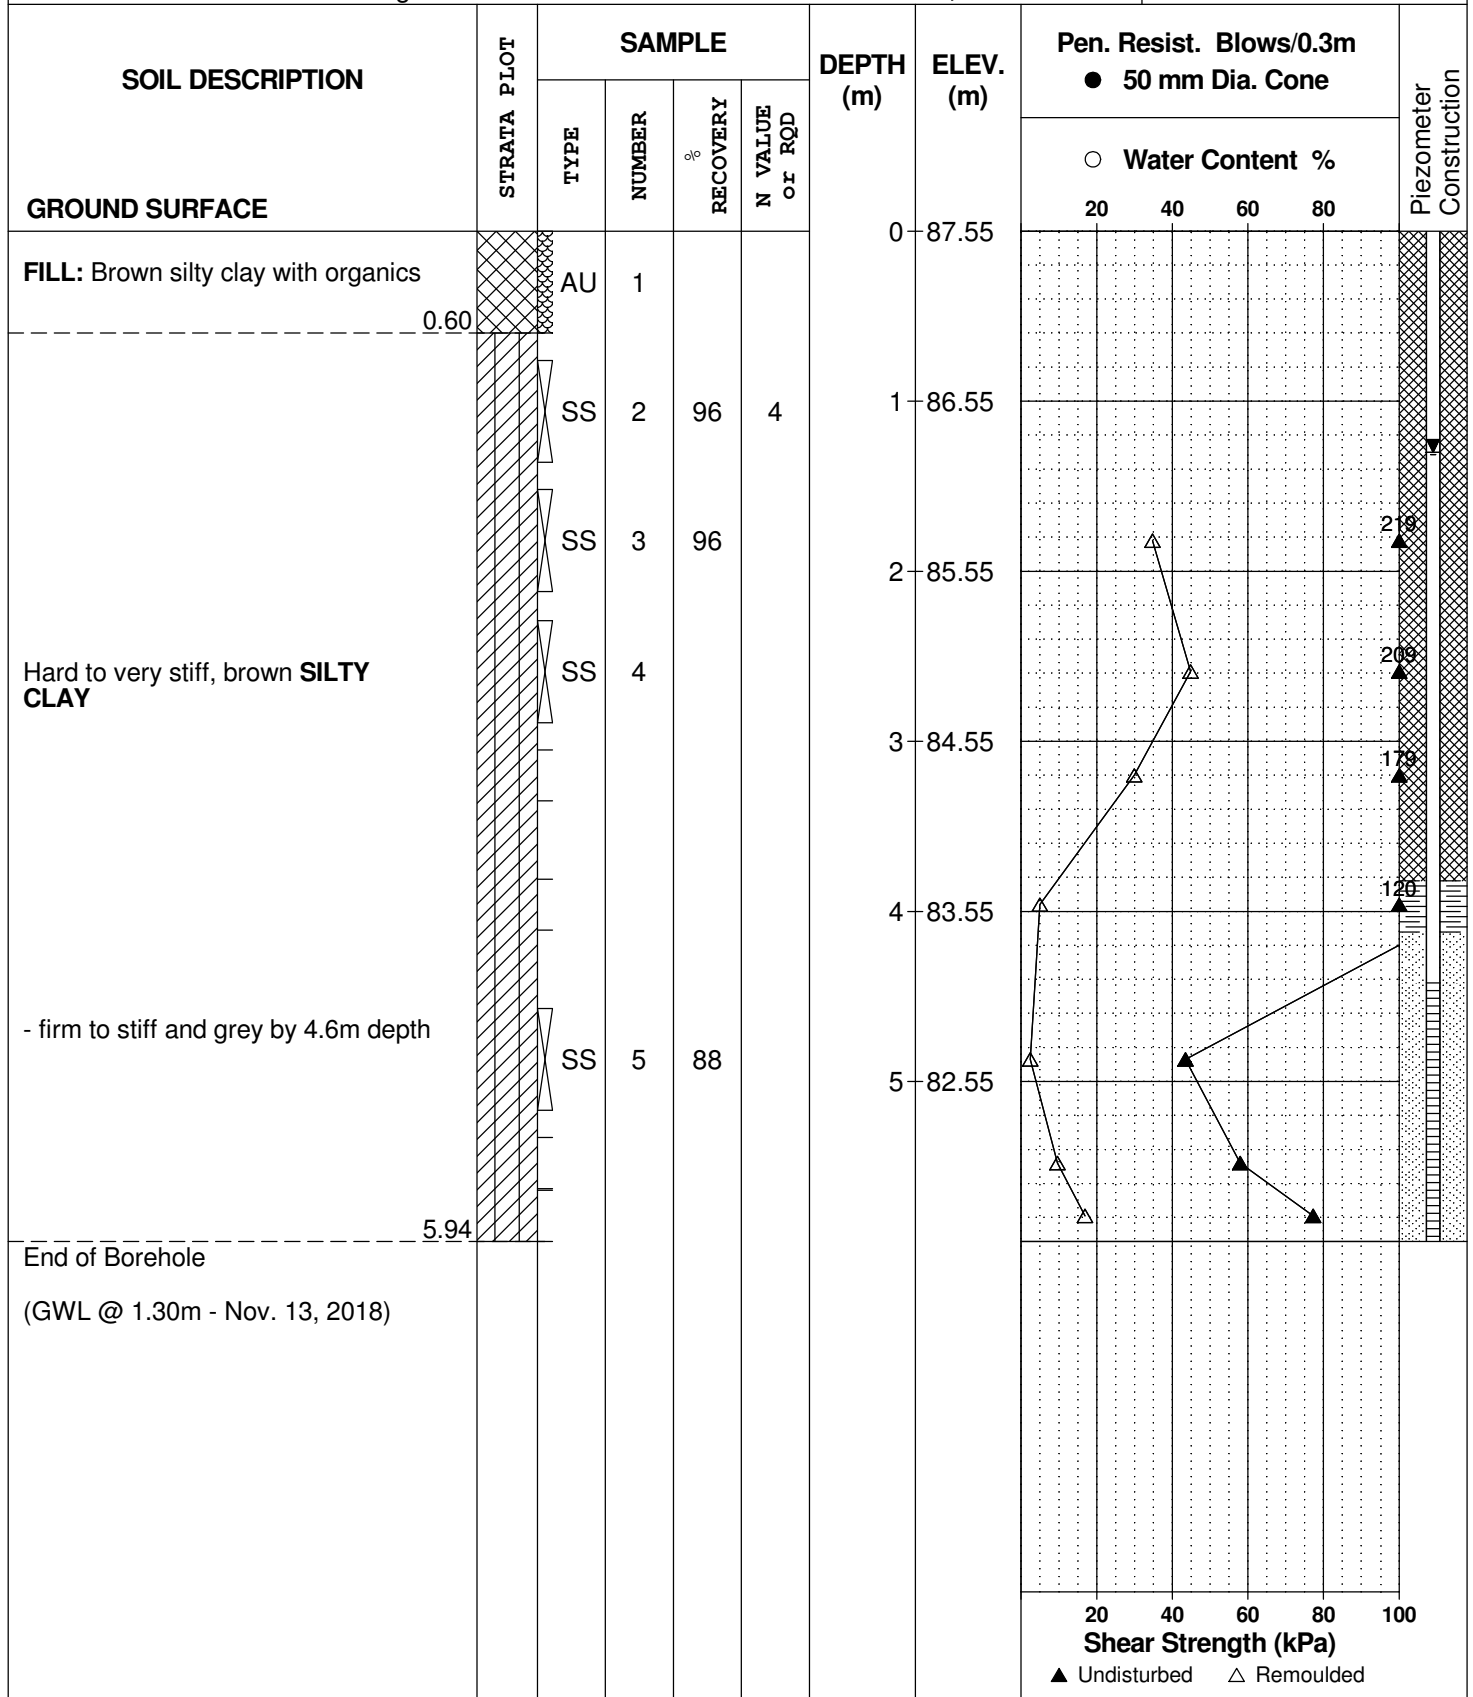 SOIL DESCRIPTION
GROUND SURFACE
STRATA PLOT
SAMPLE
TYPE
NUMBER
%
RECOVERY
N VALUE
or RQD
DEPTH
(m)
ELEV.
(m)
Pen. Resist. Blows/0.3m
● 50 mm Dia. Cone
○ Water Content %
20 40 60 80
Piezometer
Construction
0 87.55
FILL: Brown silty clay with organics
AU 1
0.60
SS 2 96 4
1 86.55
219
SS 3 96
2 85.55
209
Hard to very stiff, brown SILTY
CLAY
SS 4
3 84.55
179
120
4 83.55
- firm to stiff and grey by 4.6m depth
SS 5 88
5 82.55
5.94
End of Borehole
(GWL @ 1.30m - Nov. 13, 2018)
20 40 60 80 100
Shear Strength (kPa)
▲ Undisturbed △ Remoulded